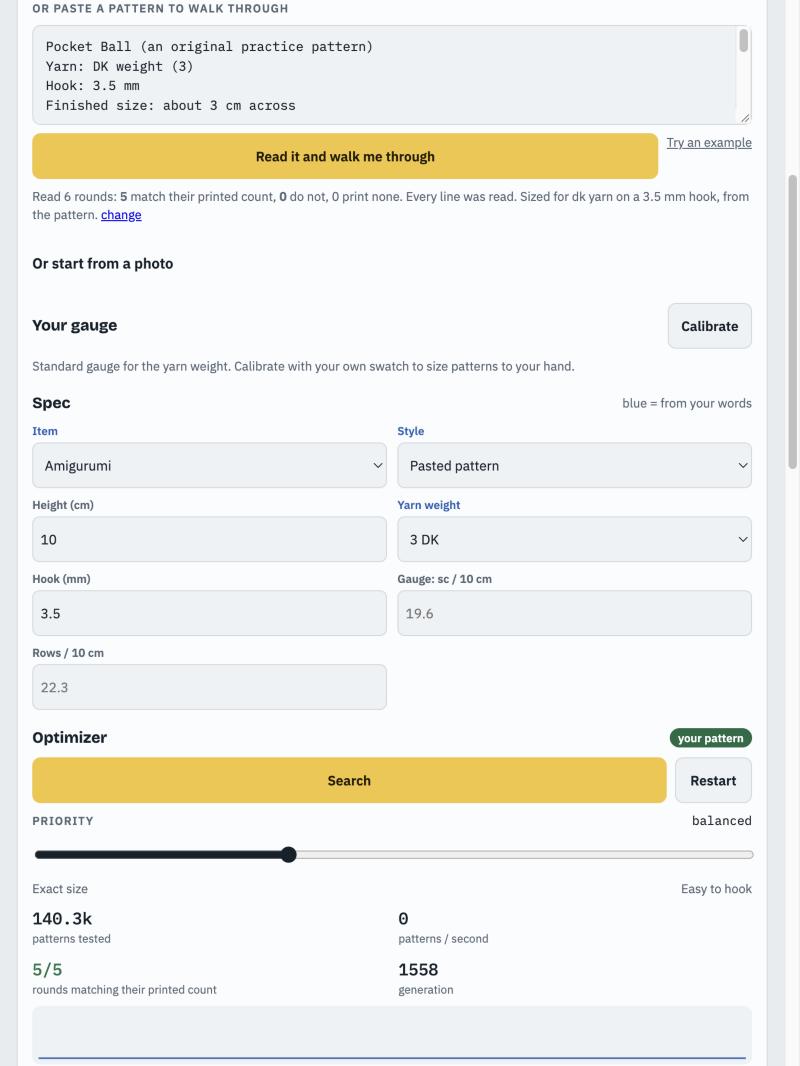 OR PASTE A PATTERN TO WALK THROUGH
Pocket Ball (an original practice pattern)
Yarn: DK weight (3)
Hook: 3.5 mm
Finished size: about 3 cm across
Read it and walk me through
Try an example
Read 6 rounds: 5 match their printed count, 0 do not, 0 print none. Every line was read. Sized for dk yarn on a 3.5 mm hook, from
the pattern. change
Or start from a photo
Your gauge
Calibrate
Standard gauge for the yarn weight. Calibrate with your own swatch to size patterns to your hand.
Spec
blue = from your words
Item
Style
Amigurumi
Pasted pattern
Height (cm)
Yarn weight
10
3 DK
Hook (mm)
Gauge: sc / 10 cm
3.5
19.6
Rows / 10 cm
22.3
Optimizer
your pattern
Search
Restart
PRIORITY
balanced
Exact size
Easy to hook
140.3k
0
patterns tested
patterns / second
5/5
1558
rounds matching their printed count
generation